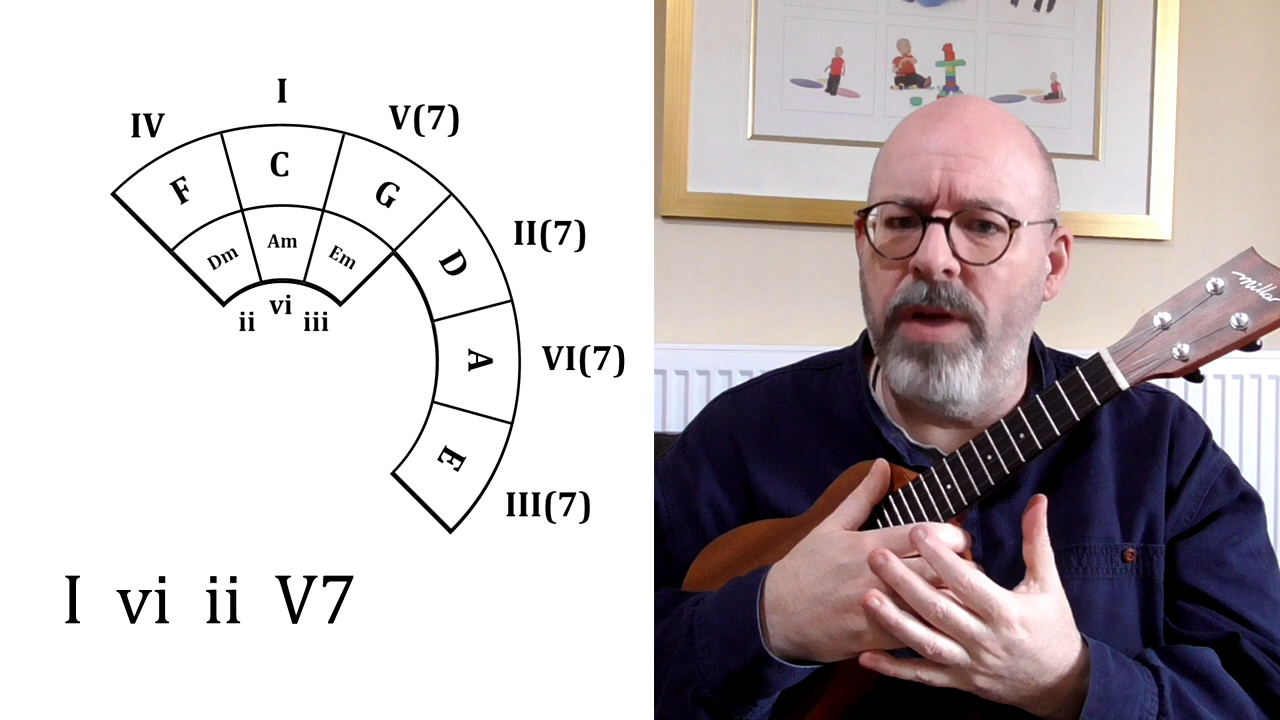 I
IV
V(7)
F
C
G
II(7)
Dm
Am
Em
D
vi
ii
iii
A
VI(7)
E
III(7)
I vi ii V7